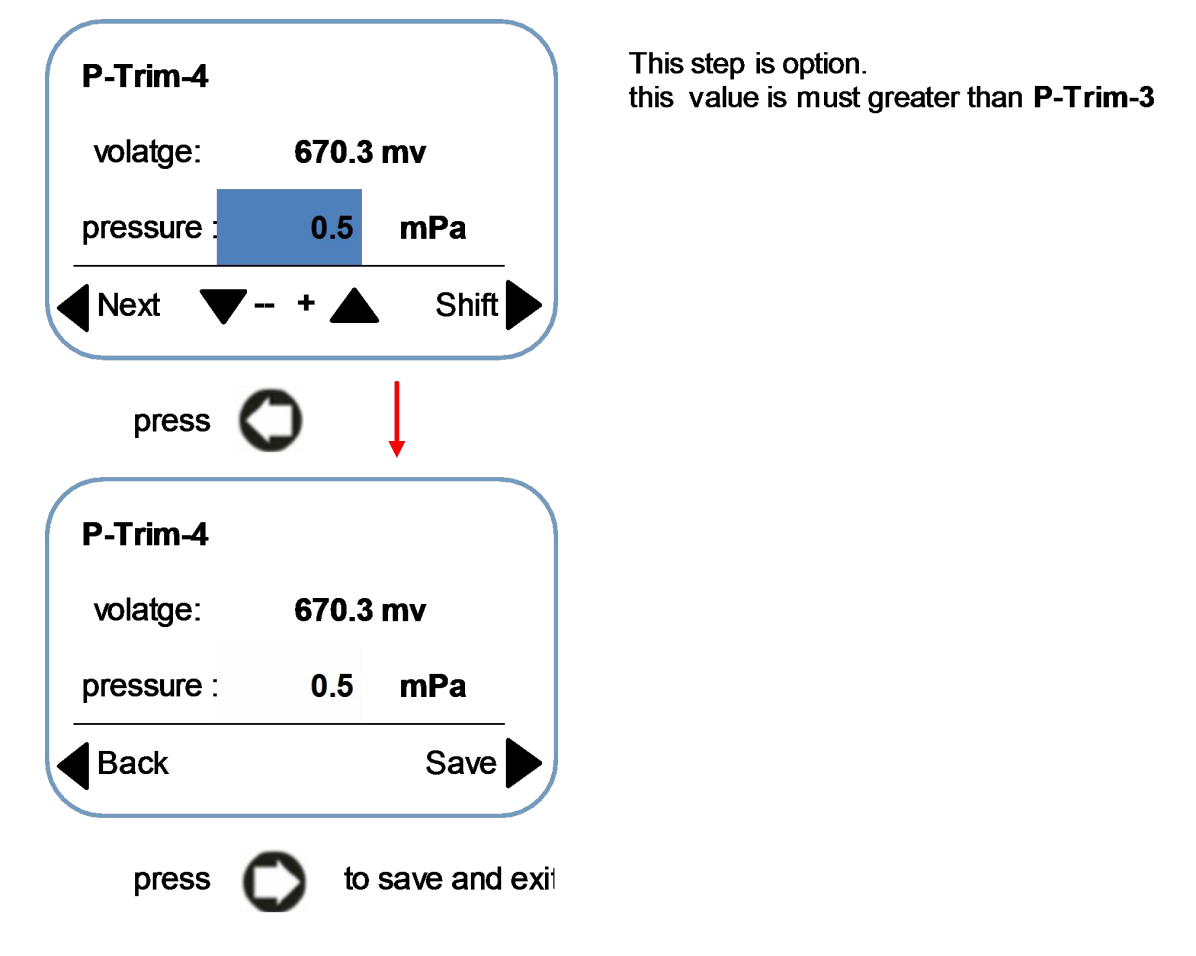 P-Trim-4
This step is option.
this value is must greater than P-Trim-3
volatge: 670.3 mv
pressure : 0.5 mPa
Next -- + Shift
press
P-Trim-4
volatge: 670.3 mv
pressure : 0.5 mPa
Back Save
press to save and exit